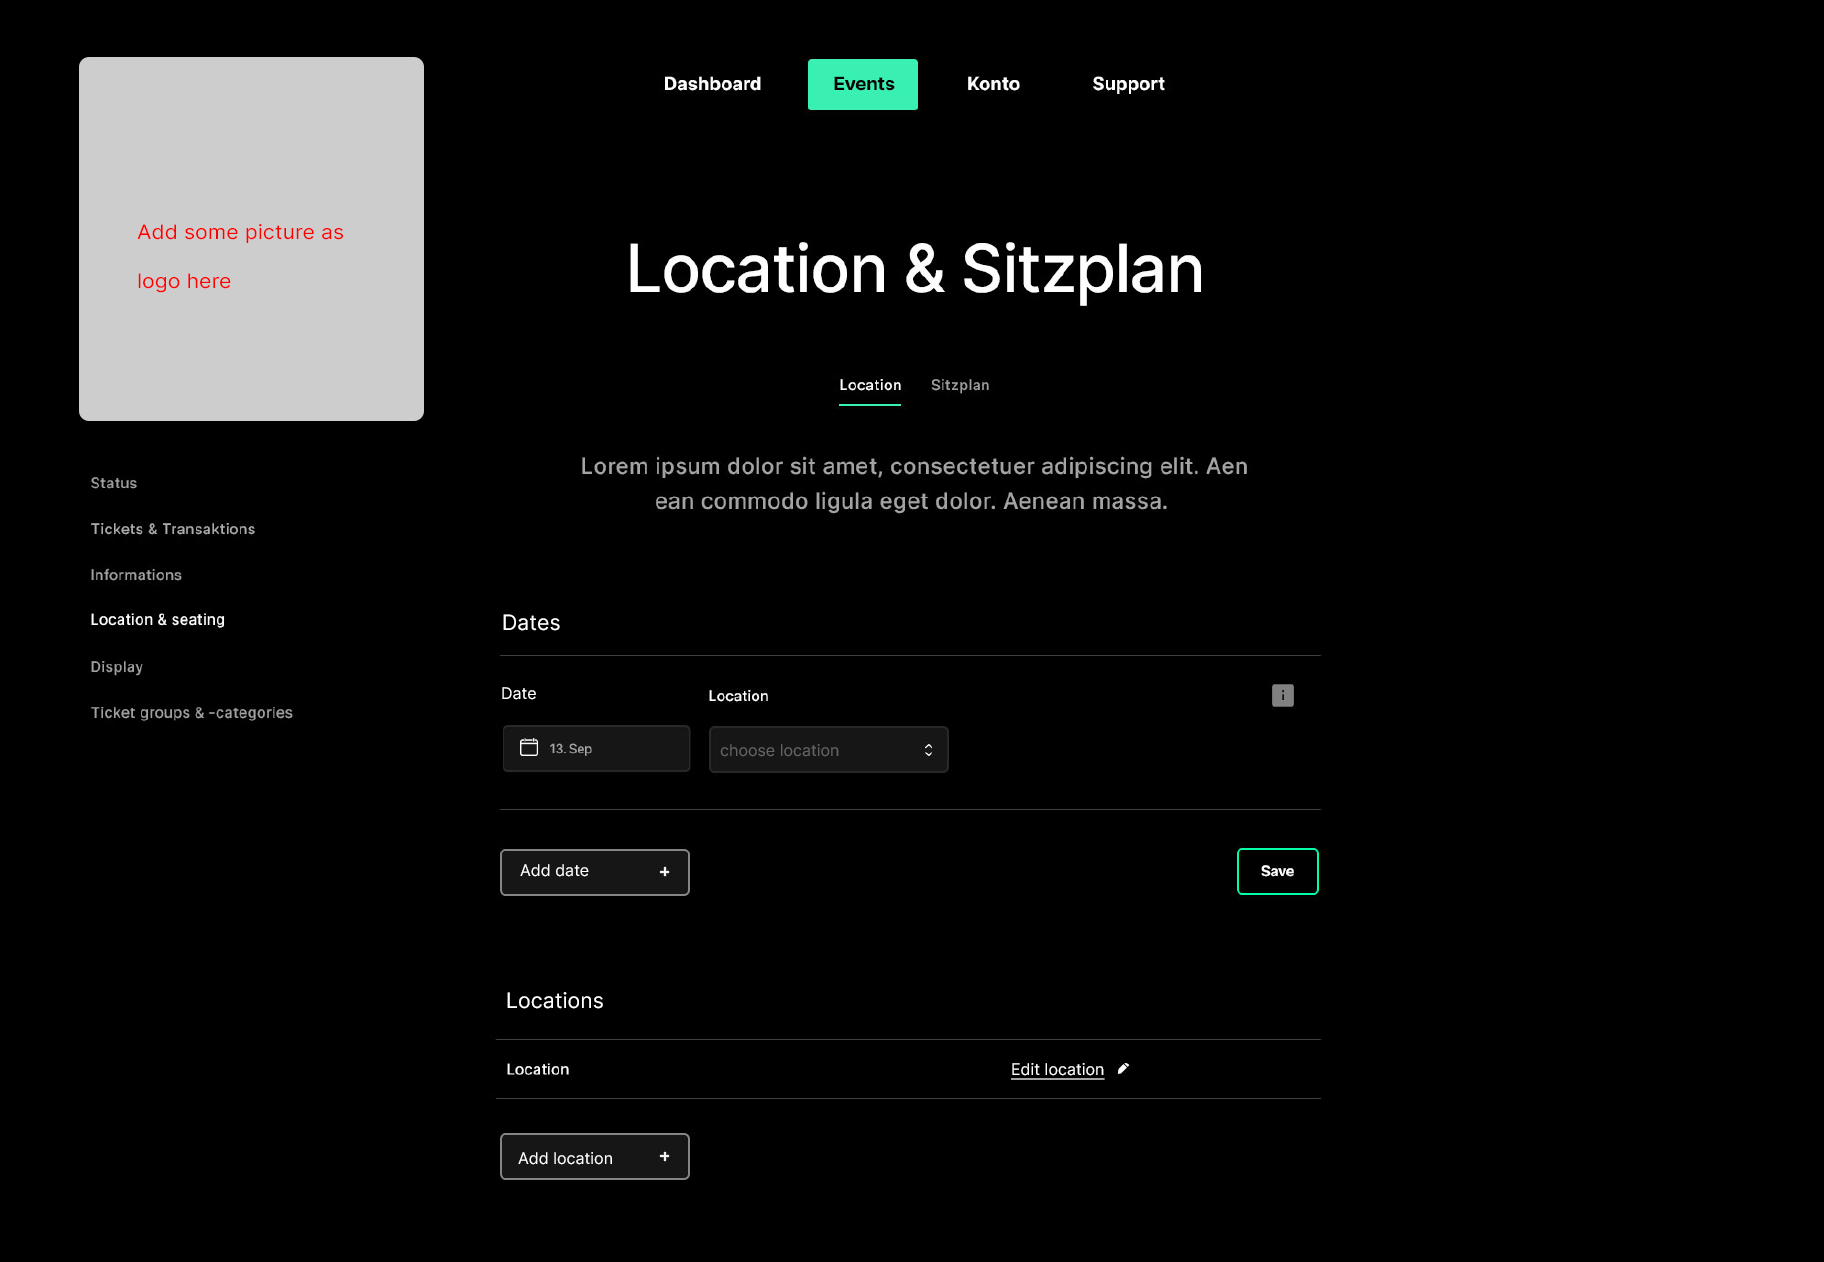 Dashboard
Events
Konto
Support
Add some picture as
logo here
Location & Sitzplan
Location
Sitzplan
Lorem ipsum dolor sit amet, consectetuer adipiscing elit. Aen
ean commodo ligula eget dolor. Aenean massa.
Status
Tickets & Transaktions
Informations
Location & seating
Display
Ticket groups & -categories
Dates
Date
Location
i
13. Sep
choose location
Add date +
Save
Locations
Location
Edit location
Add location +